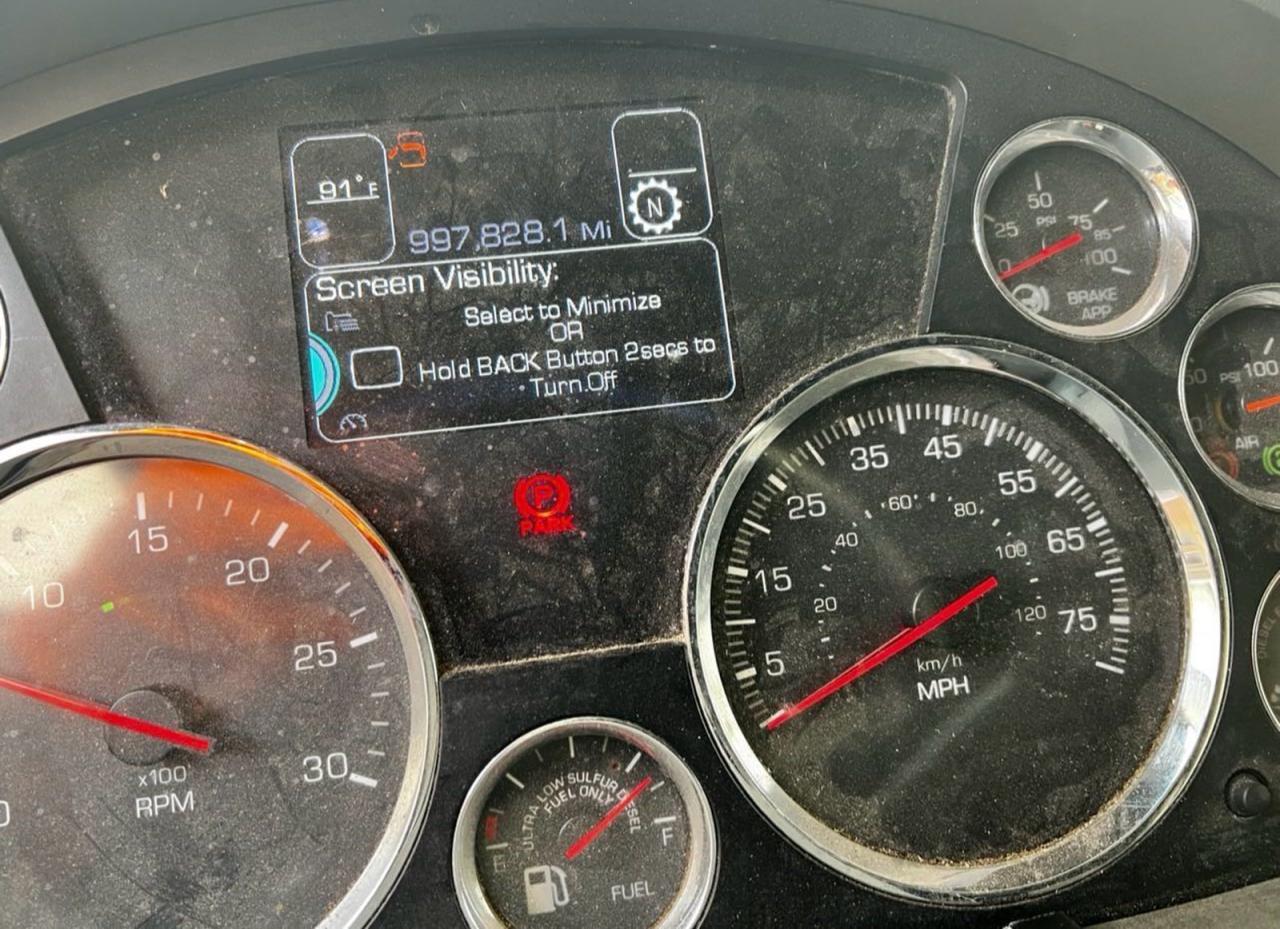 91°F
997,828.1 Mi
N
Screen Visibility:
Select to Minimize
OR
Hold BACK Button 2secs to
Turn Off
P
PARK
10
15
20
25
30
x100
RPM
0
ULTRA LOW SULFUR DIESEL
FUEL ONLY
E
F
FUEL
5
15
25
35
45
55
65
75
20
40
60
80
100
120
km/h
MPH
0
25
50
75
85
100
PSI
BRAKE
APP
100
PSI
AIR